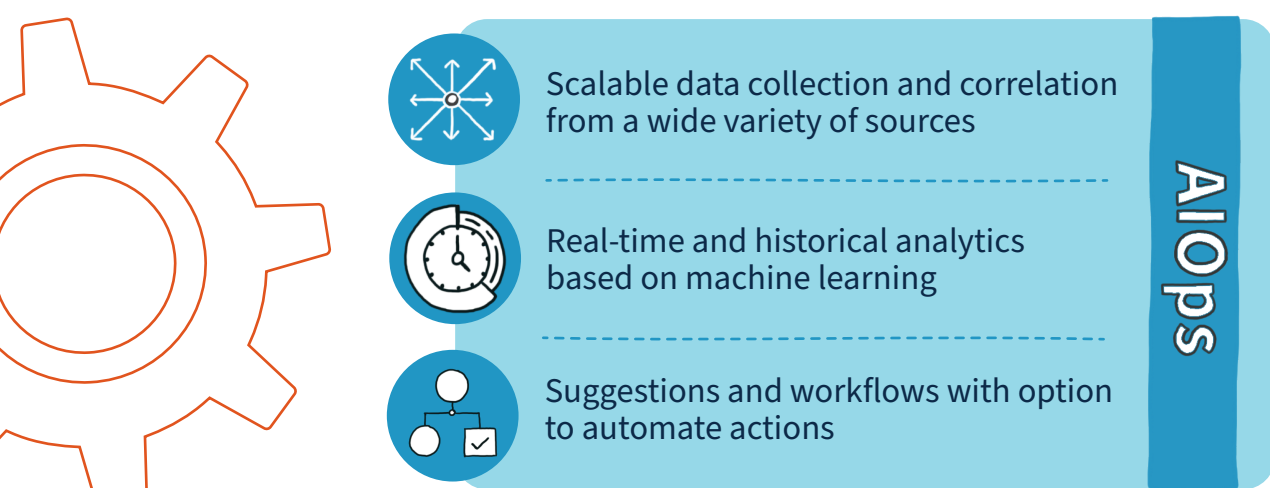 Scalable data collection and correlation
from a wide variety of sources
Real-time and historical analytics
based on machine learning
Suggestions and workflows with option
to automate actions
AIOps